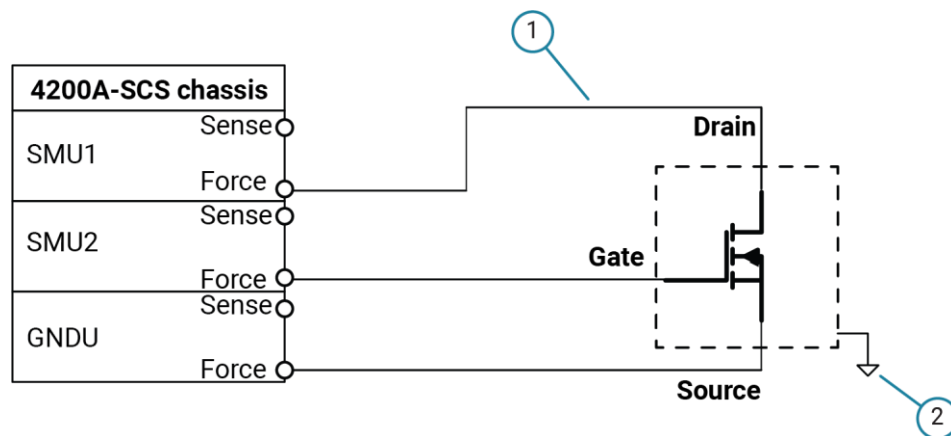 1
4200A-SCS chassis
Sense
SMU1
Force
Drain
Sense
SMU2
Force
Gate
Sense
GNDU
Force
Source
2